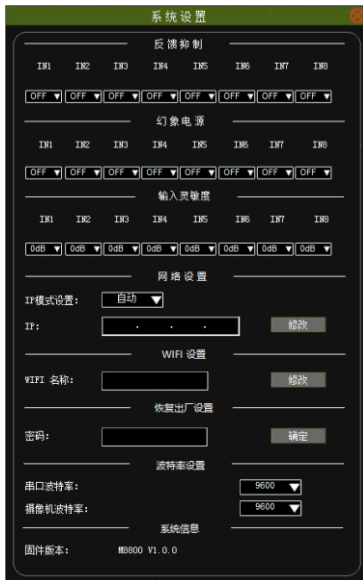 系统设置
反馈抑制
IN1 IN2 IN3 IN4 IN5 IN6 IN7 IN8
OFF OFF OFF OFF OFF OFF OFF OFF
幻象电源
IN1 IN2 IN3 IN4 IN5 IN6 IN7 IN8
OFF OFF OFF OFF OFF OFF OFF OFF
输入灵敏度
IN1 IN2 IN3 IN4 IN5 IN6 IN7 IN8
0dB 0dB 0dB 0dB 0dB 0dB 0dB 0dB
网络设置
IP模式设置: 自动
IP: . . . 修改
WIFI 设置
WIFI 名称: 修改
恢复出厂设置
密码: 确定
波特率设置
串口波特率: 9600
摄像机波特率: 9600
系统信息
固件版本: M8800 V1.0.0